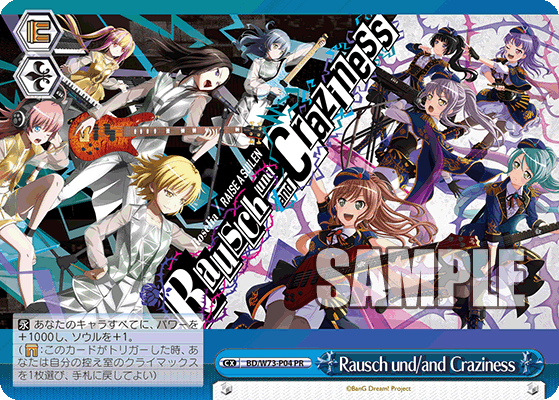 Roselia
RAISE A SUILEN
Rausch und/
and Craziness
SAMPLE
永 あなたのキャラすべてに、パワーを
+1000し、ソウルを+1。
(:このカードがトリガーした時、あ
なたは自分の控え室のクライマックス
を1枚選び、手札に戻してよい)
CX BD/W73-P04 PR Rausch und/and Craziness
©BanG Dream! Project